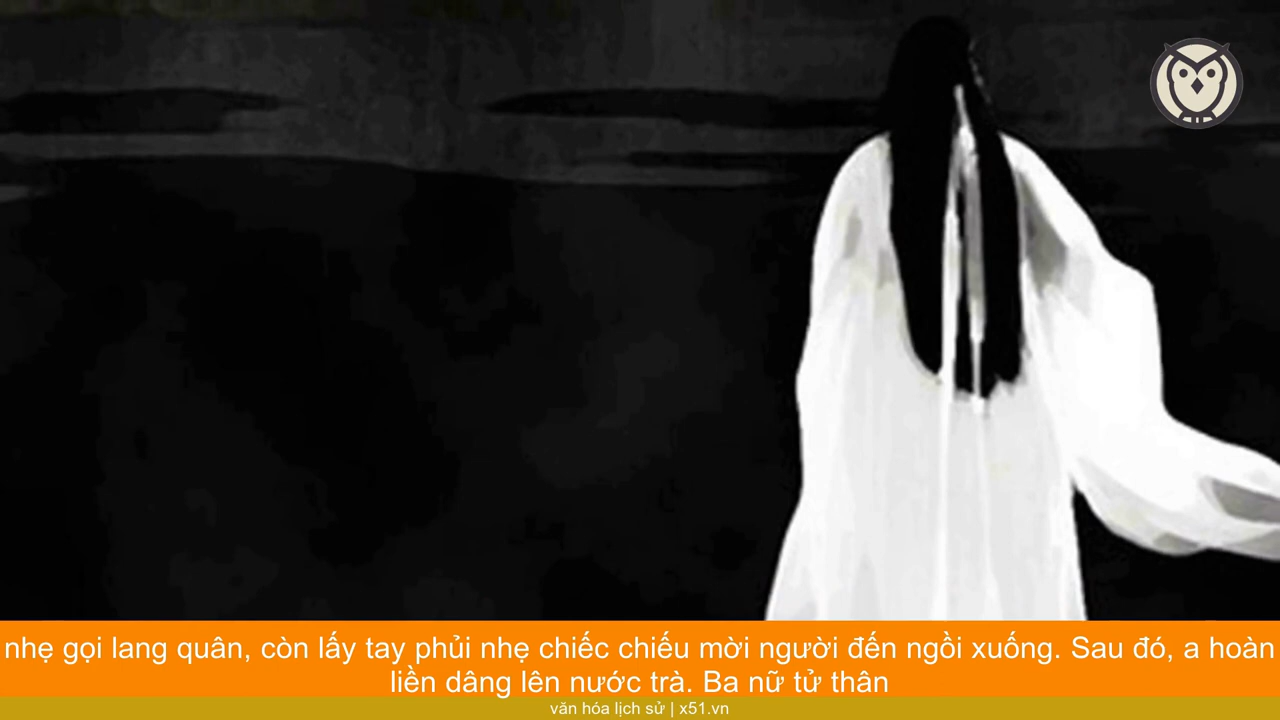 nhẹ gọi lang quân, còn lấy tay phủi nhẹ chiếc chiếu mời người đến ngồi xuống. Sau đó, a hoàn
liền dâng lên nước trà. Ba nữ tử thân
văn hóa lịch sử | x51.vn